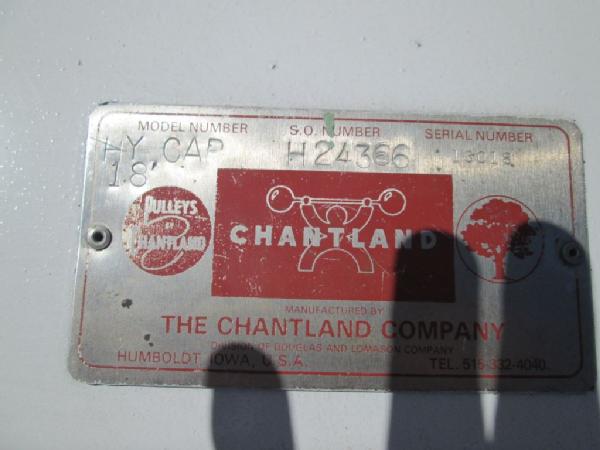 MODEL NUMBER S.O. NUMBER SERIAL NUMBER
HY CAP H24366
18'
PULLEYS
BY
CHANTLAND
CHANTLAND
MANUFACTURED BY
THE CHANTLAND COMPANY
DIVISION OF DOUGLAS AND LOMASON COMPANY
HUMBOLDT IOWA, U.S.A. TEL. 515-332-4040